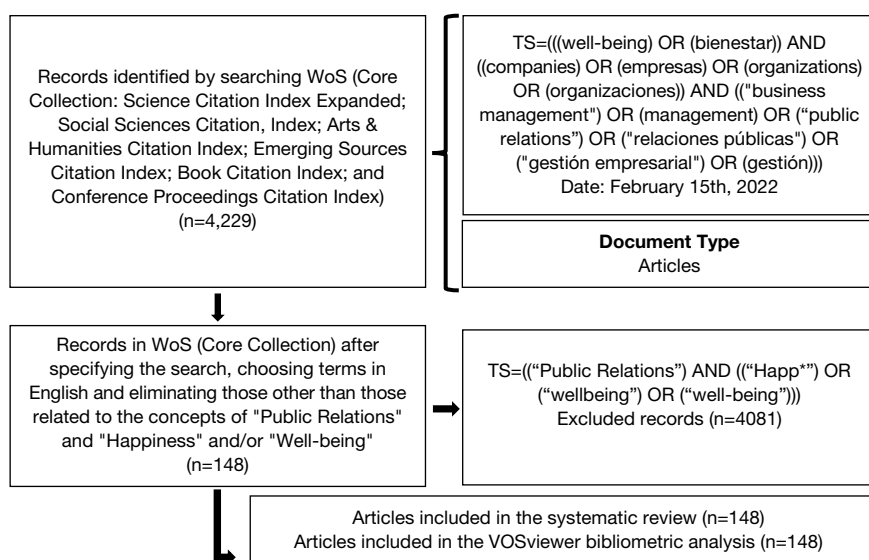 Records identified by searching WoS (Core
Collection: Science Citation Index Expanded;
Social Sciences Citation, Index; Arts &
Humanities Citation Index; Emerging Sources
Citation Index; Book Citation Index; and
Conference Proceedings Citation Index)
(n=4,229)
TS=(((well-being) OR (bienestar)) AND
((companies) OR (empresas) OR (organizations)
OR (organizaciones)) AND (("business
management") OR (management) OR (“public
relations”) OR ("relaciones públicas") OR
("gestión empresarial") OR (gestión)))
Date: February 15th, 2022
Document Type
Articles
Records in WoS (Core Collection) after
specifying the search, choosing terms in
English and eliminating those other than those
related to the concepts of "Public Relations"
and "Happiness" and/or "Well-being"
(n=148)
TS=((“Public Relations”) AND ((“Happ*”) OR
(“wellbeing”) OR (“well-being”)))
Excluded records (n=4081)
Articles included in the systematic review (n=148)
Articles included in the VOSviewer bibliometric analysis (n=148)